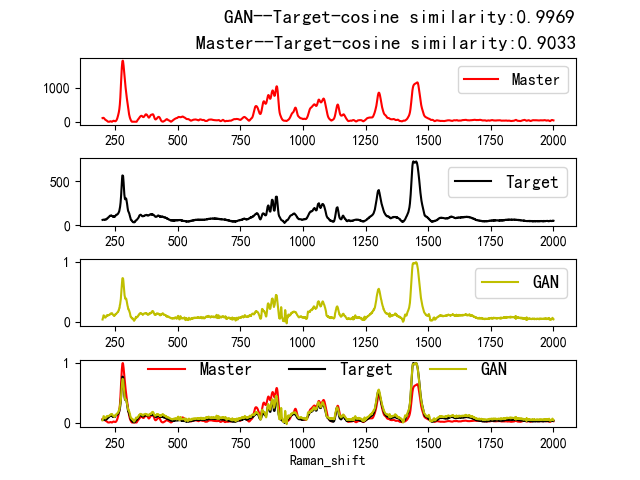 GAN--Target-cosine similarity:0.9969
Master--Target-cosine similarity:0.9033
1000
0
Master
250 500 750 1000 1250 1500 1750 2000
500
0
Target
250 500 750 1000 1250 1500 1750 2000
1
0
GAN
250 500 750 1000 1250 1500 1750 2000
1
0
Master Target GAN
250 500 750 1000 1250 1500 1750 2000
Raman_shift